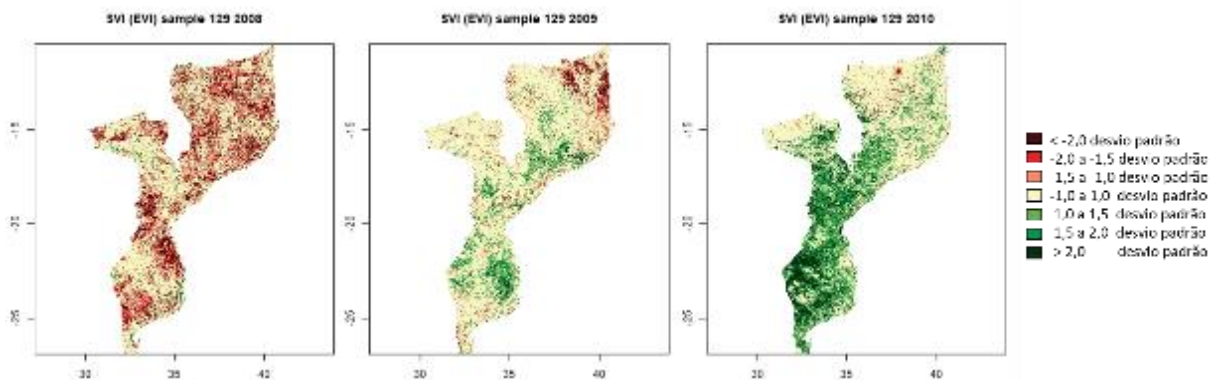 SVI (EVI) sample 129 2008
SVI (EVI) sample 129 2009
SVI (EVI) sample 129 2010
-15
-20
-25
30 35 40
-15
-20
-25
30 35 40
-15
-20
-25
30 35 40
< -2,0 desvio padrão
-2,0 a -1,5 desvio padrão
1,5 a 1,0 desvio padrão
-1,0 a 1,0 desvio padrão
1,0 a 1,5 desvio padrão
1,5 a 2,0 desvio padrão
> 2,0 desvio padrão